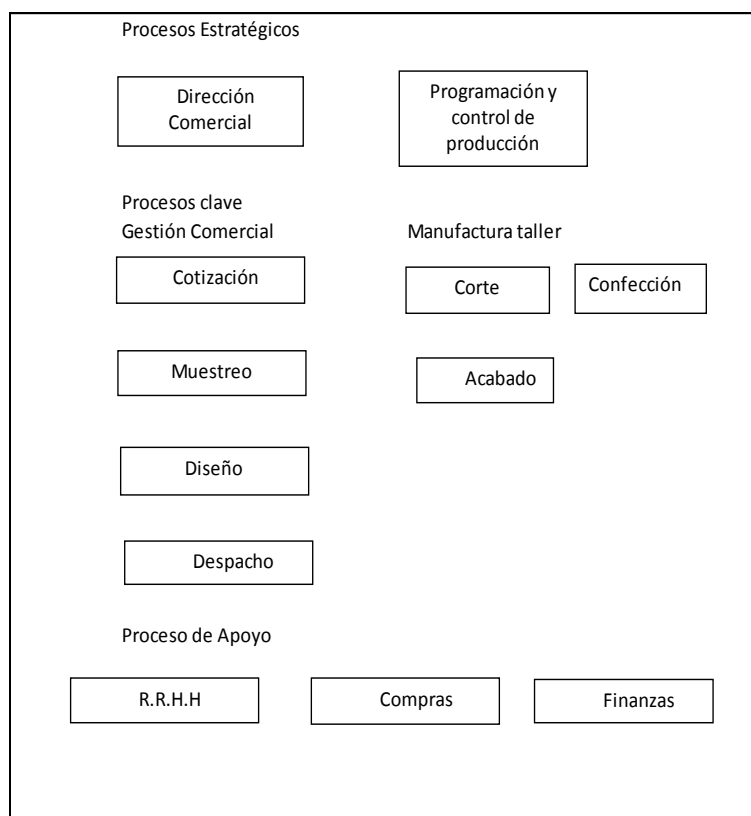 Procesos Estratégicos
Dirección
Comercial
Programación y
control de
producción
Procesos clave
Gestión Comercial
Manufactura taller
Cotización
Corte
Confección
Muestreo
Acabado
Diseño
Despacho
Proceso de Apoyo
R.R.H.H
Compras
Finanzas